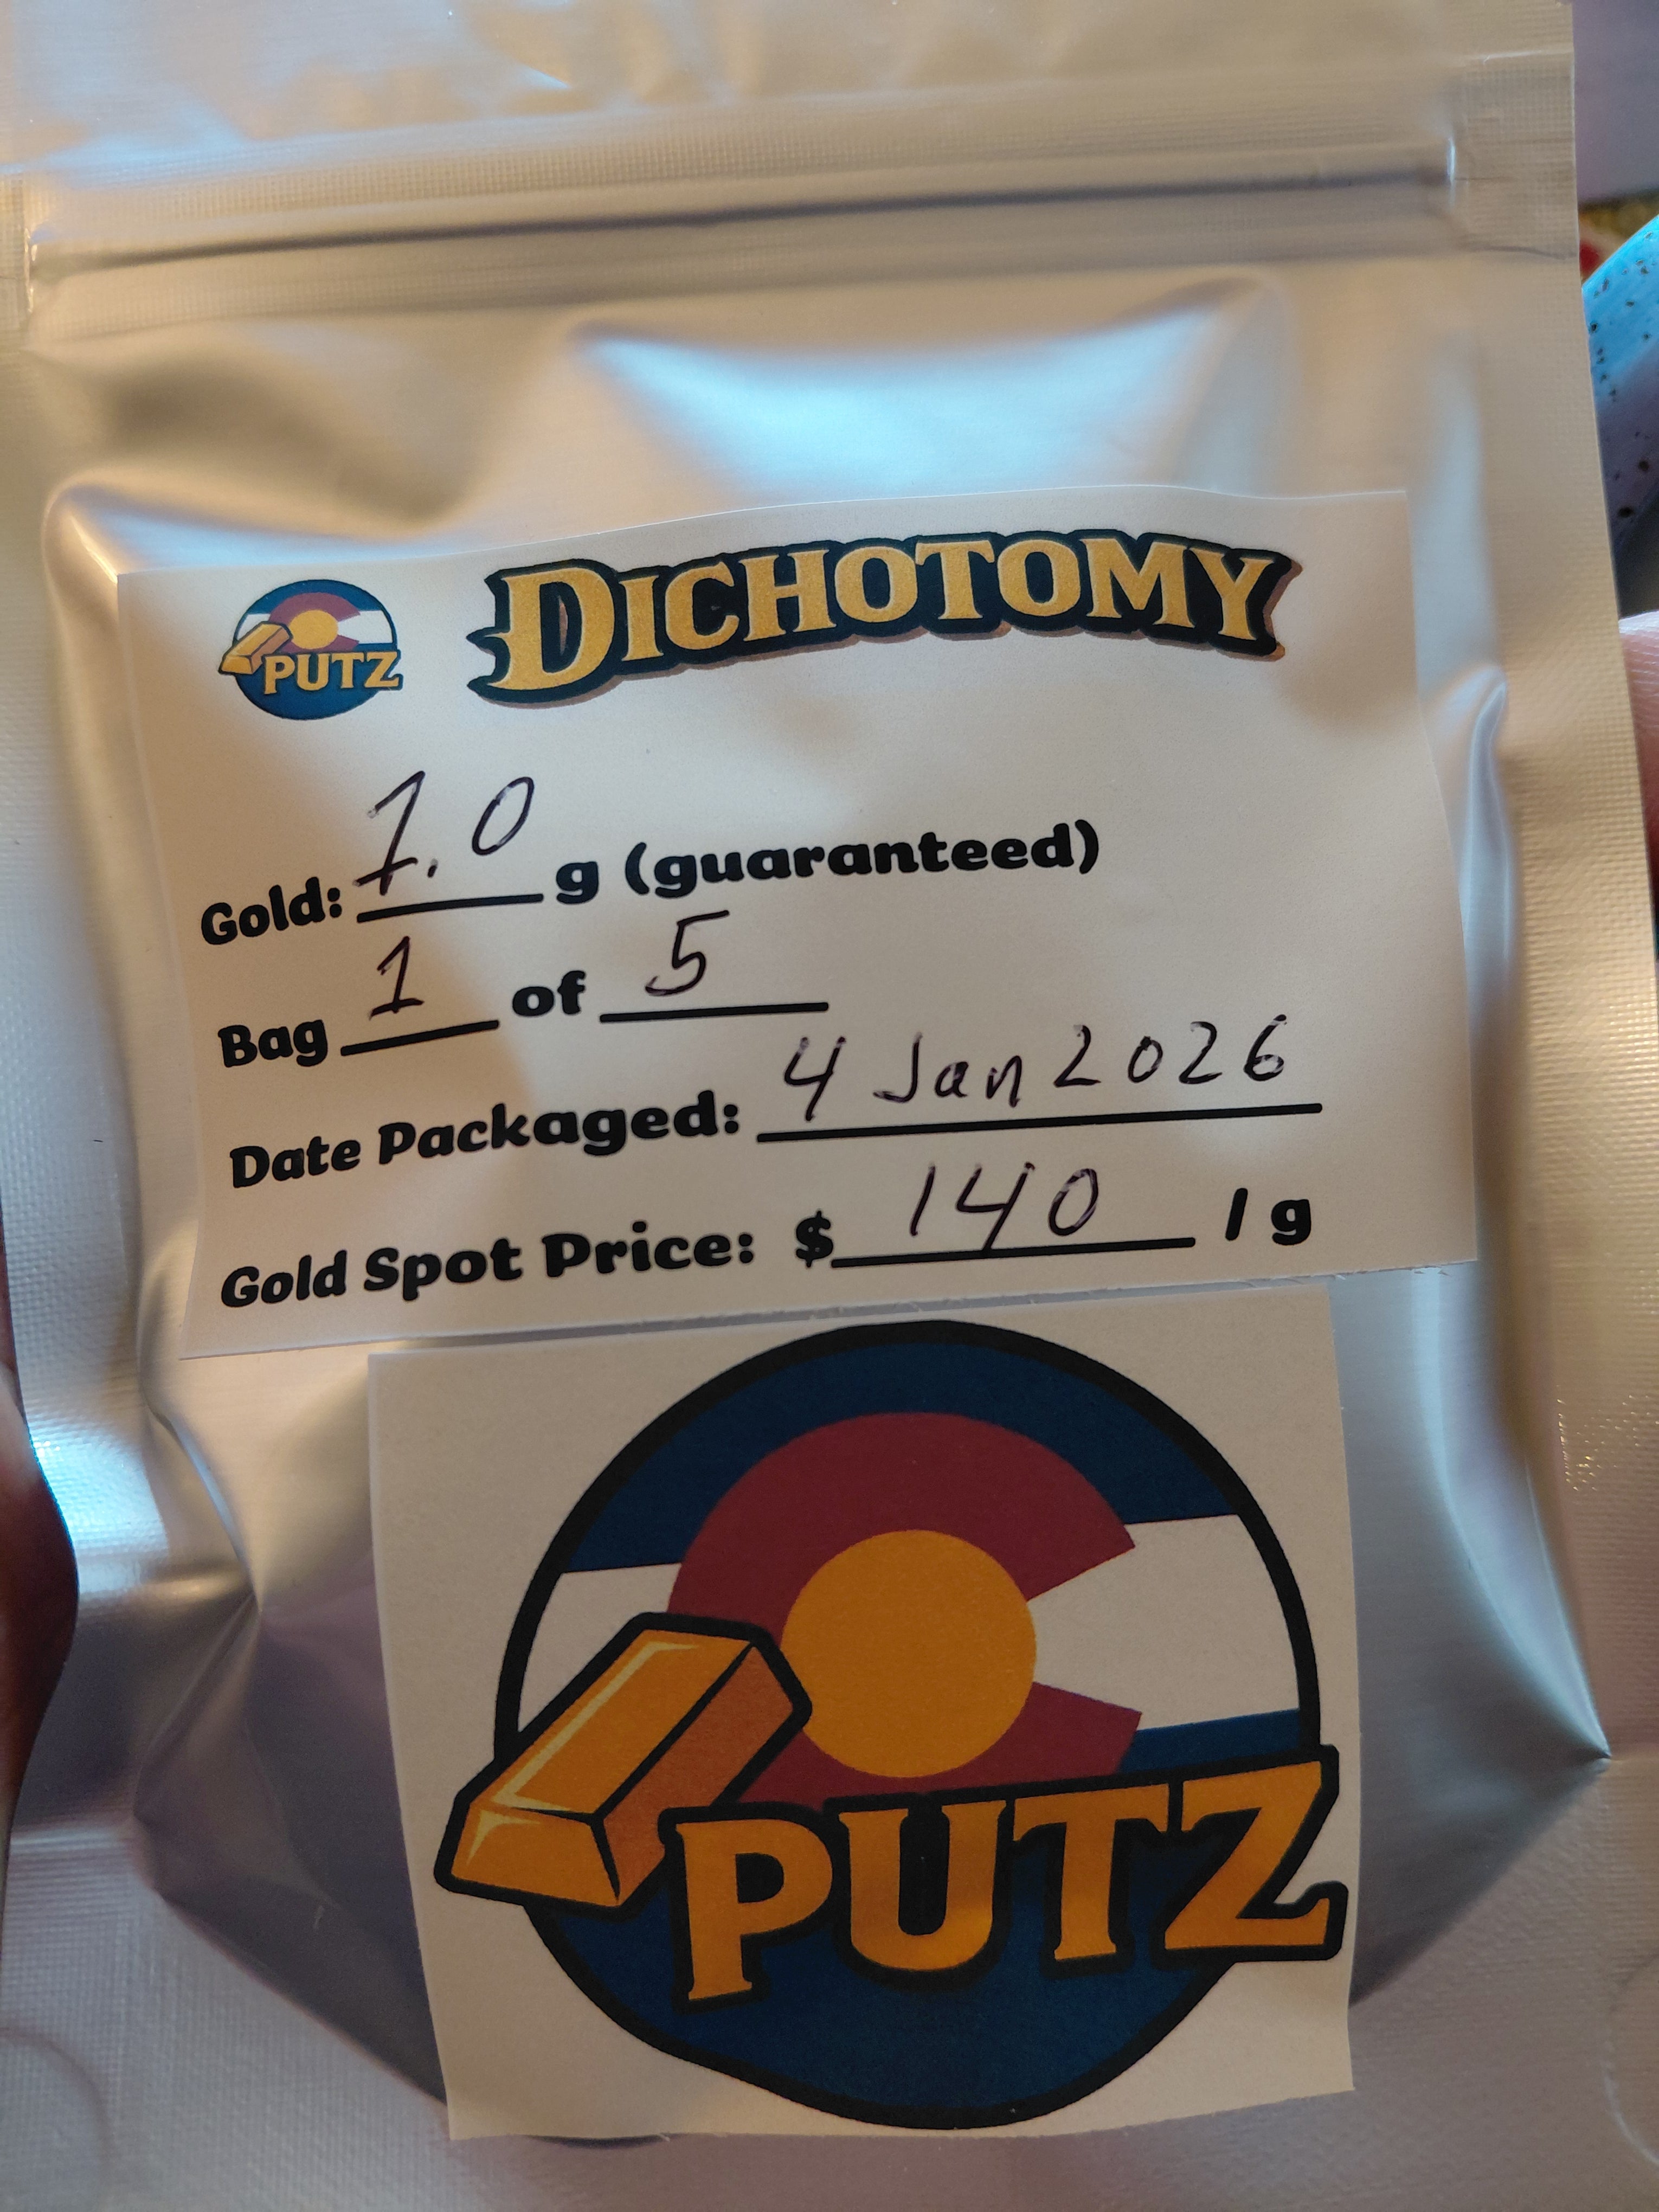 PUTZ
DICHOTOMY
Gold: 1.0 g (guaranteed)
Bag 1 of 5
Date Packaged: 4 Jan 2026
Gold Spot Price: $ 140 / g
PUTZ